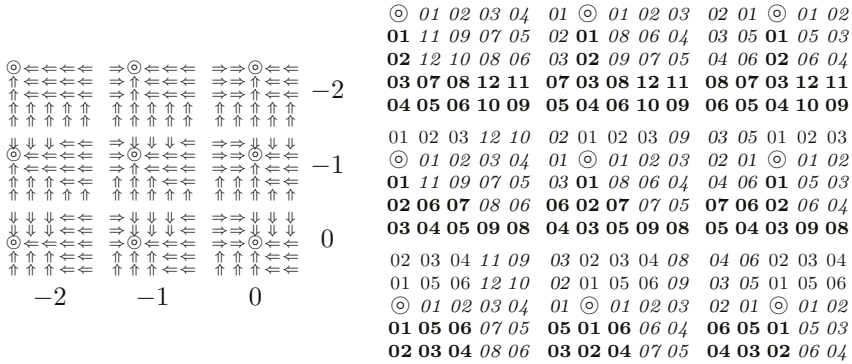 −2
−1
0
−2 −1 0
◎ 01 02 03 04 01 ◎ 01 02 03 02 01 ◎ 01 02
01 11 09 07 05 02 01 08 06 04 03 05 01 05 03
02 12 10 08 06 03 02 09 07 05 04 06 02 06 04
03 07 08 12 11 07 03 08 12 11 08 07 03 12 11
04 05 06 10 09 05 04 06 10 09 06 05 04 10 09
01 02 03 12 10 02 01 02 03 09 03 05 01 02 03
◎ 01 02 03 04 01 ◎ 01 02 03 02 01 ◎ 01 02
01 11 09 07 05 03 01 08 06 04 04 06 01 05 03
02 06 07 08 06 06 02 07 07 05 07 06 02 06 04
03 04 05 09 08 04 03 05 09 08 05 04 03 09 08
02 03 04 11 09 03 02 03 04 08 04 06 02 03 04
01 05 06 12 10 02 01 05 06 09 03 05 01 05 06
◎ 01 02 03 04 01 ◎ 01 02 03 02 01 ◎ 01 02
01 05 06 07 05 05 01 06 06 04 06 05 01 05 03
02 03 04 08 06 03 02 04 07 05 04 03 02 06 04